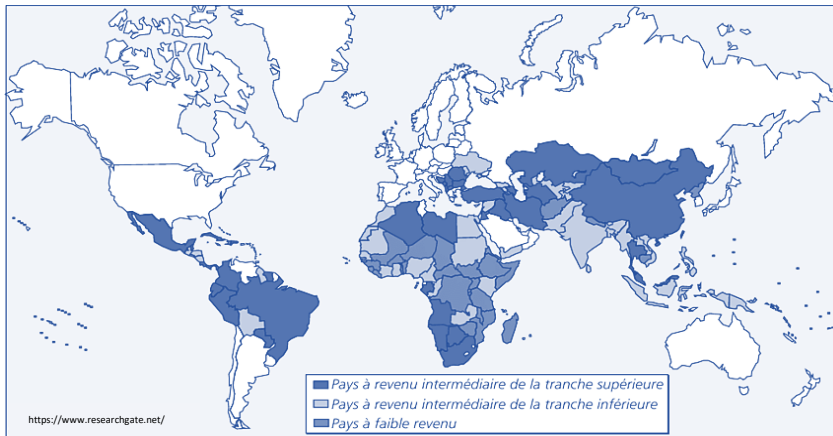 Pays à revenu intermédiaire de la tranche supérieure
Pays à revenu intermédiaire de la tranche inférieure
Pays à faible revenu
https://www.researchgate.net/